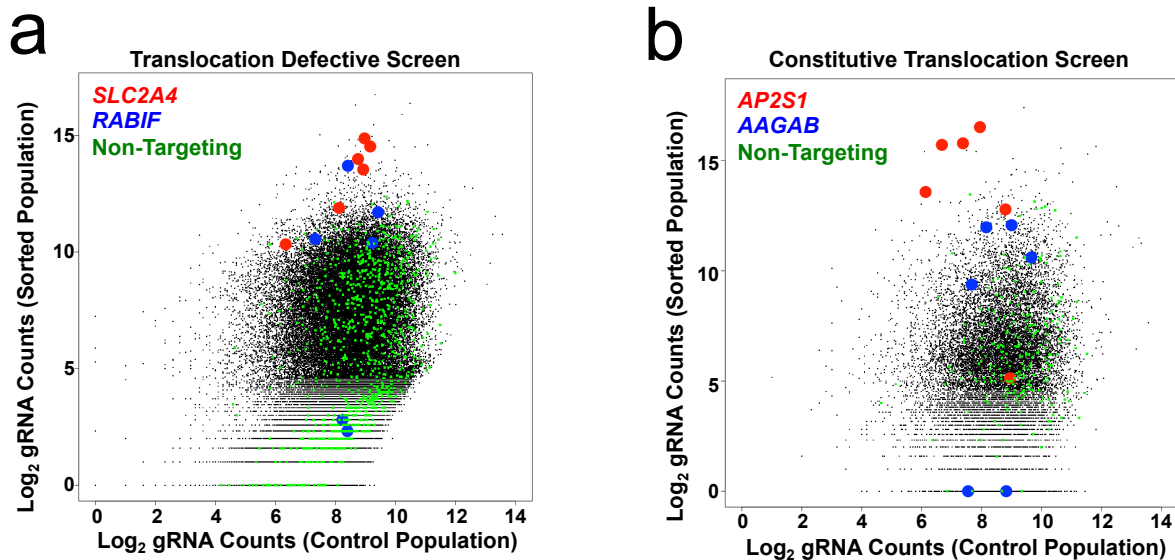 a
Translocation Defective Screen
SLC2A4
RABIF
Non-Targeting
Log₂ gRNA Counts (Sorted Population)
15
10
5
0
0 2 4 6 8 10 12 14
Log₂ gRNA Counts (Control Population)
b
Constitutive Translocation Screen
AP2S1
AAGAB
Non-Targeting
Log₂ gRNA Counts (Sorted Population)
15
10
5
0
0 2 4 6 8 10 12 14
Log₂ gRNA Counts (Control Population)